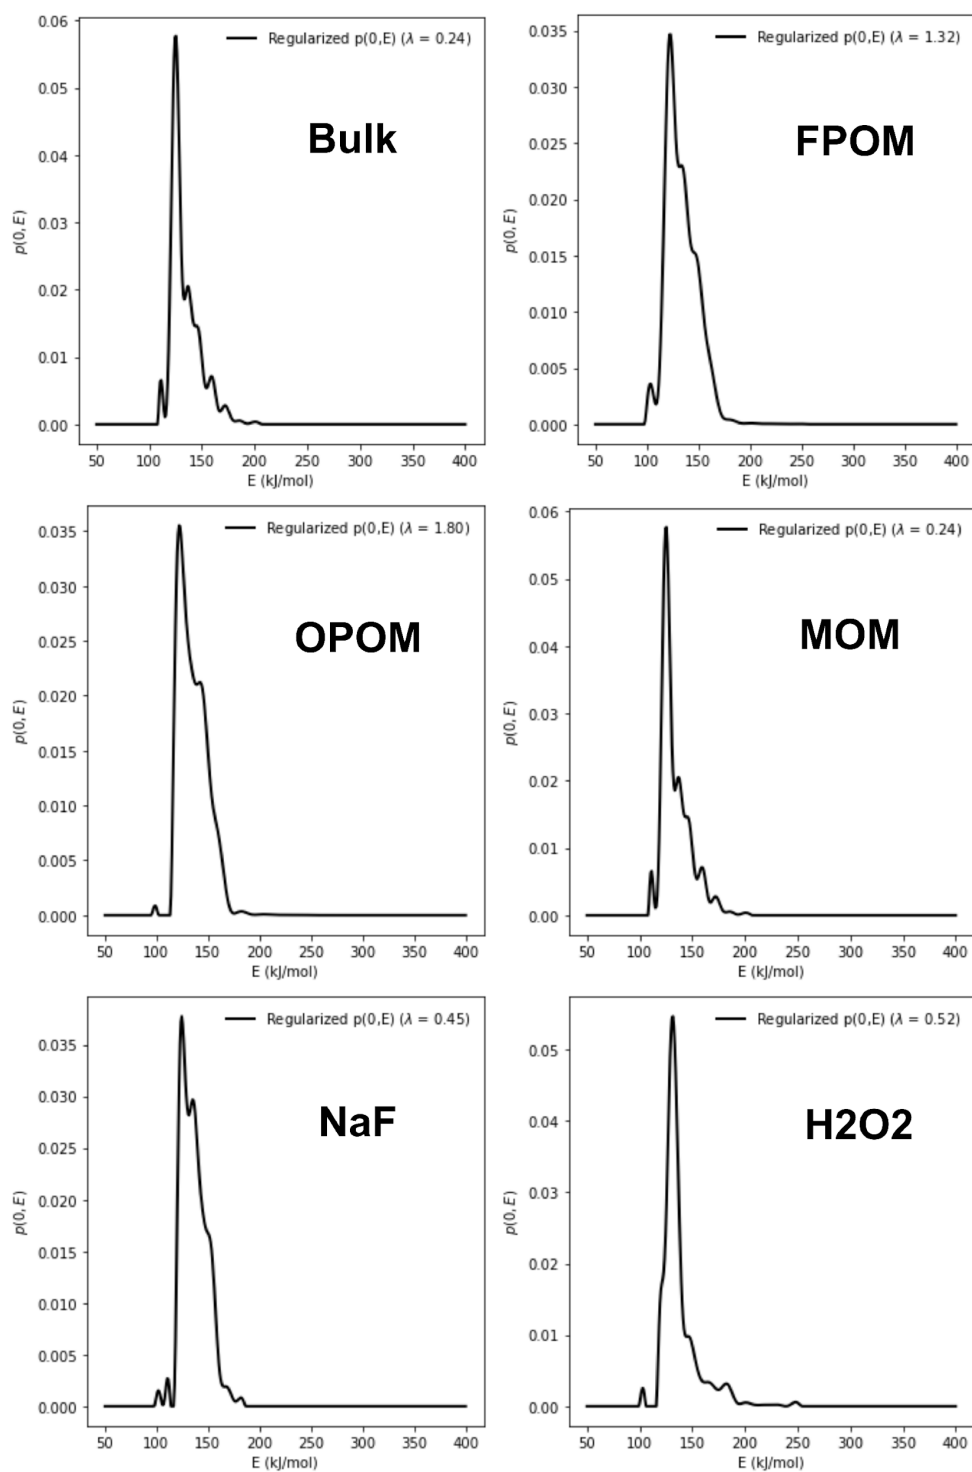 Regularized p(0,E) (λ = 0.24)
Bulk
p(0, E)
0.06
0.05
0.04
0.03
0.02
0.01
0.00
50 100 150 200 250 300 350 400
E (kJ/mol)
Regularized p(0,E) (λ = 1.32)
FPOM
p(0, E)
0.035
0.030
0.025
0.020
0.015
0.010
0.005
0.000
50 100 150 200 250 300 350 400
E (kJ/mol)
Regularized p(0,E) (λ = 1.80)
OPOM
p(0, E)
0.035
0.030
0.025
0.020
0.015
0.010
0.005
0.000
50 100 150 200 250 300 350 400
E (kJ/mol)
Regularized p(0,E) (λ = 0.24)
MOM
p(0, E)
0.06
0.05
0.04
0.03
0.02
0.01
0.00
50 100 150 200 250 300 350 400
E (kJ/mol)
Regularized p(0,E) (λ = 0.45)
NaF
p(0, E)
0.035
0.030
0.025
0.020
0.015
0.010
0.005
0.000
50 100 150 200 250 300 350 400
E (kJ/mol)
Regularized p(0,E) (λ = 0.52)
H2O2
p(0, E)
0.05
0.04
0.03
0.02
0.01
0.00
50 100 150 200 250 300 350 400
E (kJ/mol)